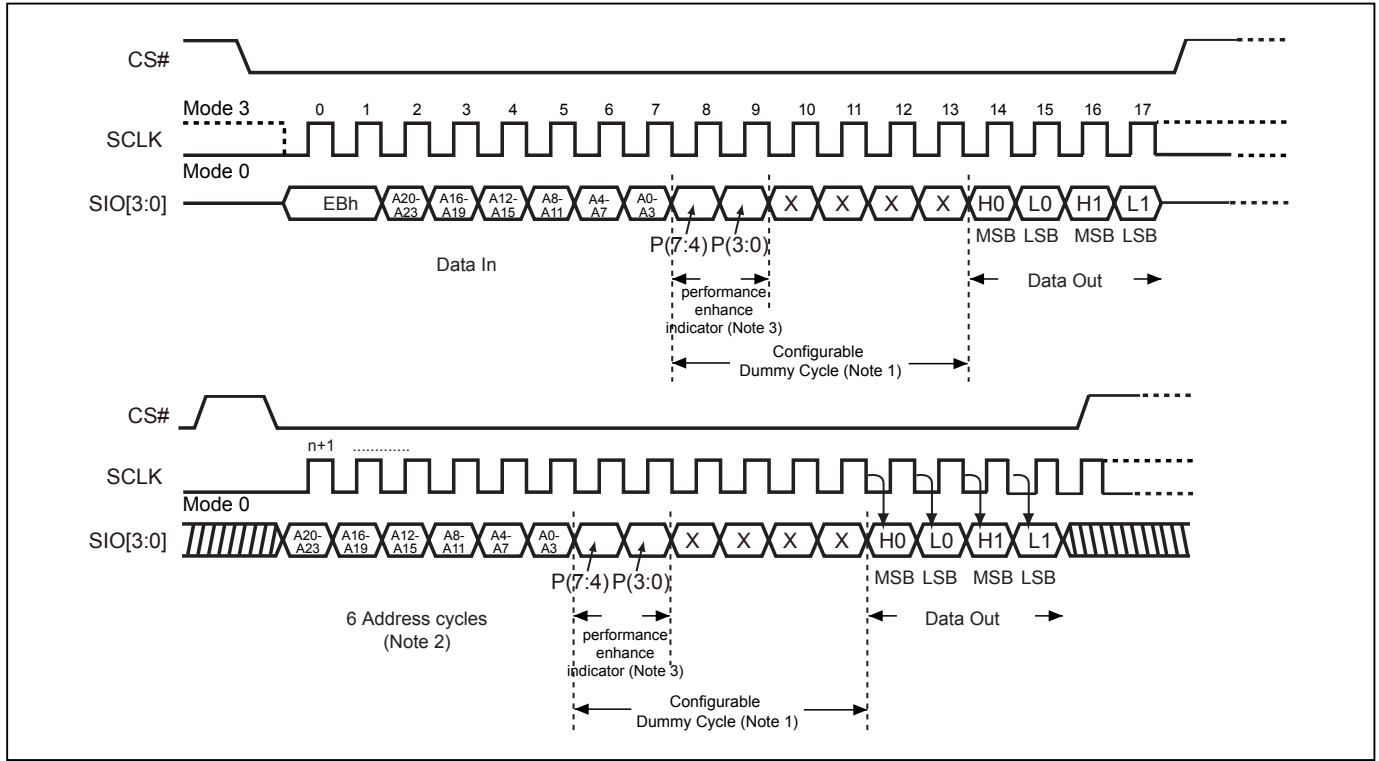 CS#
Mode 3
0 1 2 3 4 5 6 7 8 9 10 11 12 13 14 15 16 17
SCLK
Mode 0
SIO[3:0]
EBh A20-A23 A16-A19 A12-A15 A8-A11 A4-A7 A0-A3 X X X X H0 L0 H1 L1
P(7:4) P(3:0)
MSB LSB MSB LSB
Data In
Data Out
performance
enhance
indicator (Note 3)
Configurable
Dummy Cycle (Note 1)
CS#
n+1 .............
SCLK
Mode 0
SIO[3:0]
A20-A23 A16-A19 A12-A15 A8-A11 A4-A7 A0-A3 X X X X H0 L0 H1 L1
P(7:4) P(3:0)
MSB LSB MSB LSB
6 Address cycles
(Note 2)
Data Out
performance
enhance
indicator (Note 3)
Configurable
Dummy Cycle (Note 1)